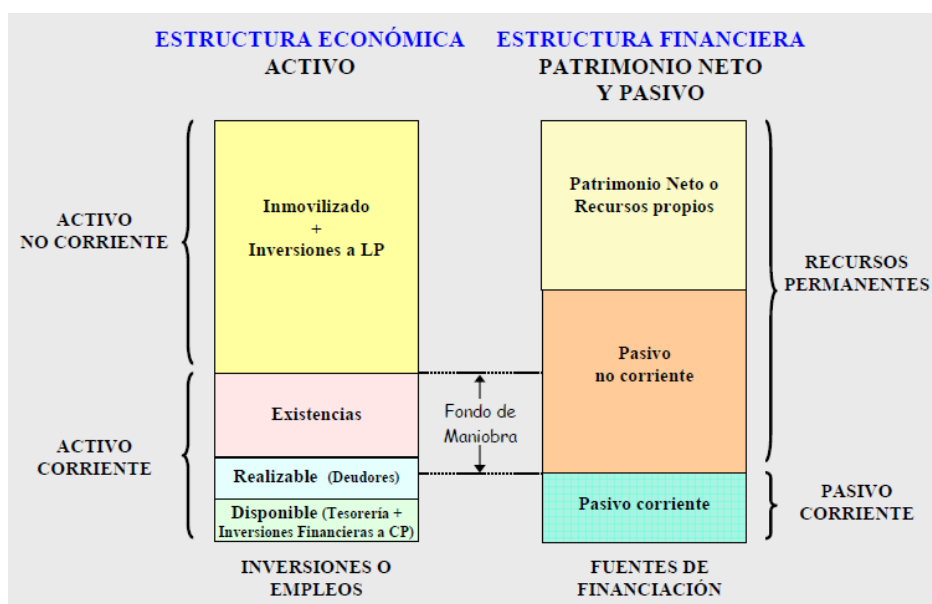 ESTRUCTURA ECONÓMICA
ACTIVO
ESTRUCTURA FINANCIERA
PATRIMONIO NETO
Y PASIVO
ACTIVO
NO CORRIENTE
Inmovilizado
+
Inversiones a LP
Patrimonio Neto o
Recursos propios
RECURSOS
PERMANENTES
Pasivo
no corriente
ACTIVO
CORRIENTE
Existencias
Fondo de
Maniobra
Realizable (Deudores)
Disponible (Tesorería +
Inversiones Financieras a CP)
Pasivo corriente
PASIVO
CORRIENTE
INVERSIONES O
EMPLEOS
FUENTES DE
FINANCIACIÓN